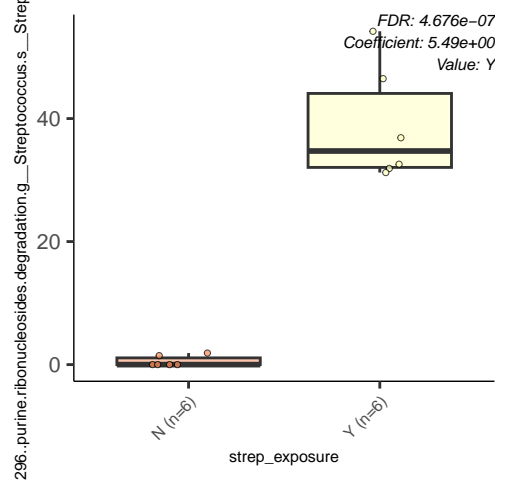 FDR: 4.676e−07
Coefficient: 5.49e+00
Value: Y
296..purine.ribonucleosides.degradation.g__Streptococcus.s__Strep
40
20
0
N (n=6)
Y (n=6)
strep_exposure